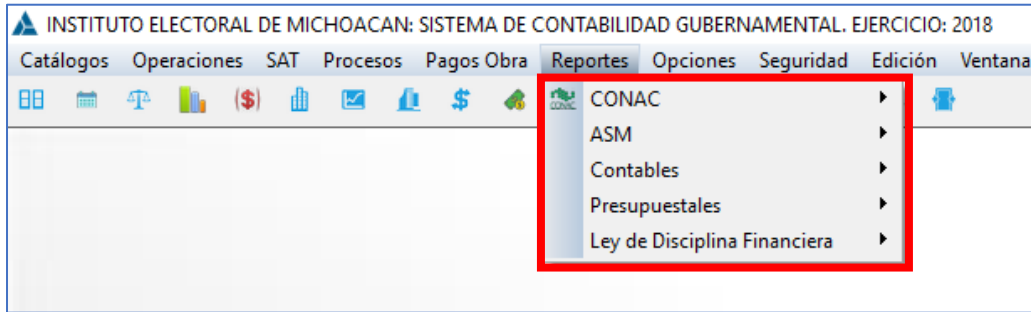 INSTITUTO ELECTORAL DE MICHOACAN: SISTEMA DE CONTABILIDAD GUBERNAMENTAL. EJERCICIO: 2018
Catálogos Operaciones SAT Procesos Pagos Obra Reportes Opciones Seguridad Edición Ventana
($) $
CONAC CONAC
ASM
Contables
Presupuestales
Ley de Disciplina Financiera